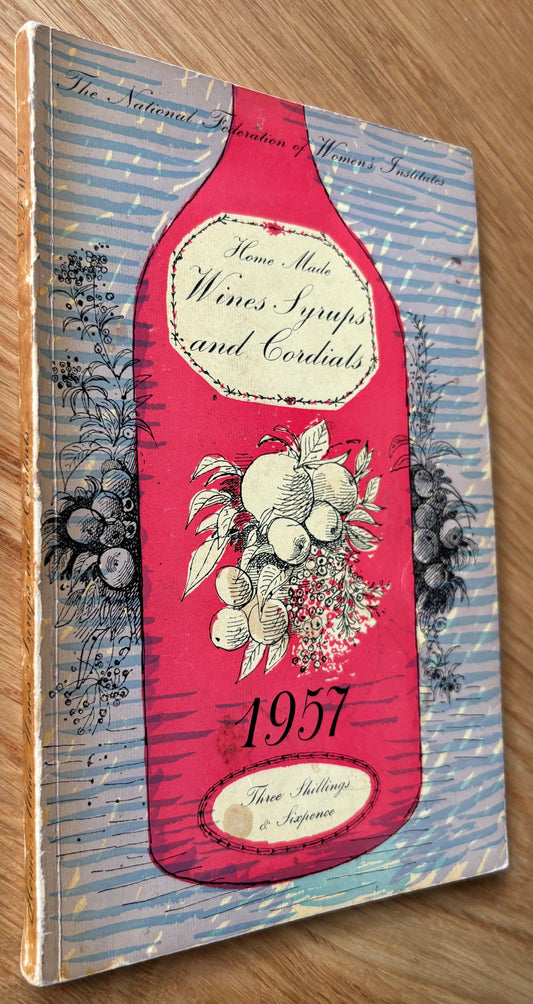 The National Federation of Women's Institutes
Home Made
Wines Syrups
and Cordials
1957
Three Shillings
& Sixpence